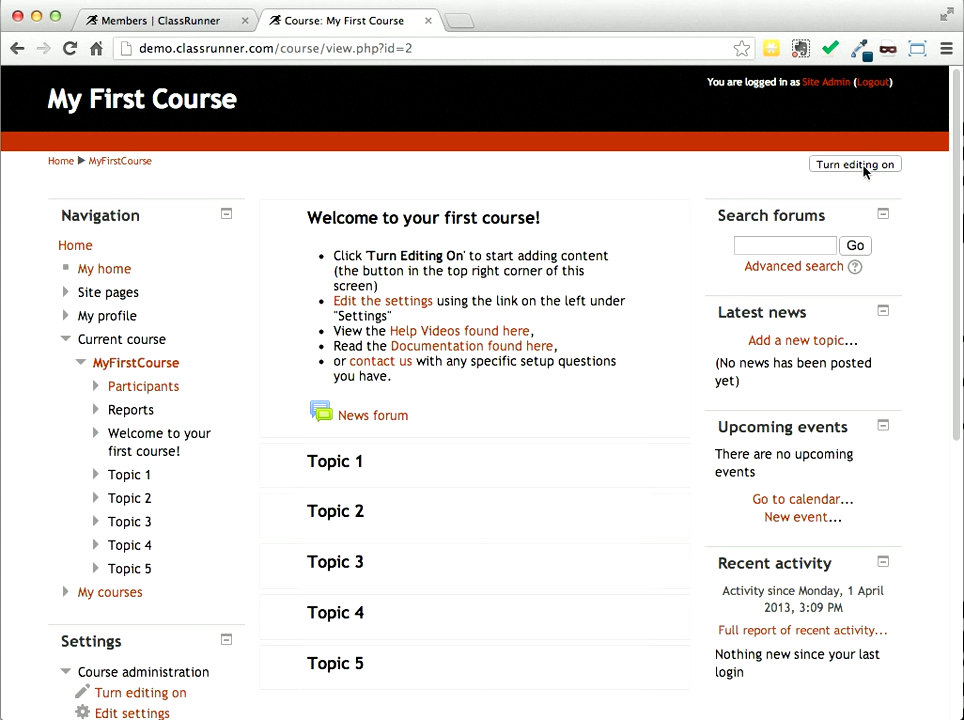 Members | ClassRunner
Course: My First Course
demo.classrunner.com/course/view.php?id=2
My First Course
You are logged in as Site Admin (Logout)
Home ▶ MyFirstCourse
Turn editing on
Navigation
Home
My home
Site pages
My profile
Current course
MyFirstCourse
Participants
Reports
Welcome to your
first course!
Topic 1
Topic 2
Topic 3
Topic 4
Topic 5
My courses
Settings
Course administration
Turn editing on
Edit settings
Welcome to your first course!
• Click 'Turn Editing On' to start adding content
(the button in the top right corner of this
screen)
• Edit the settings using the link on the left under
"Settings"
• View the Help Videos found here,
• Read the Documentation found here,
• or contact us with any specific setup questions
you have.
News forum
Topic 1
Topic 2
Topic 3
Topic 4
Topic 5
Search forums
Go
Advanced search ?
Latest news
Add a new topic...
(No news has been posted
yet)
Upcoming events
There are no upcoming
events
Go to calendar...
New event...
Recent activity
Activity since Monday, 1 April
2013, 3:09 PM
Full report of recent activity...
Nothing new since your last
login